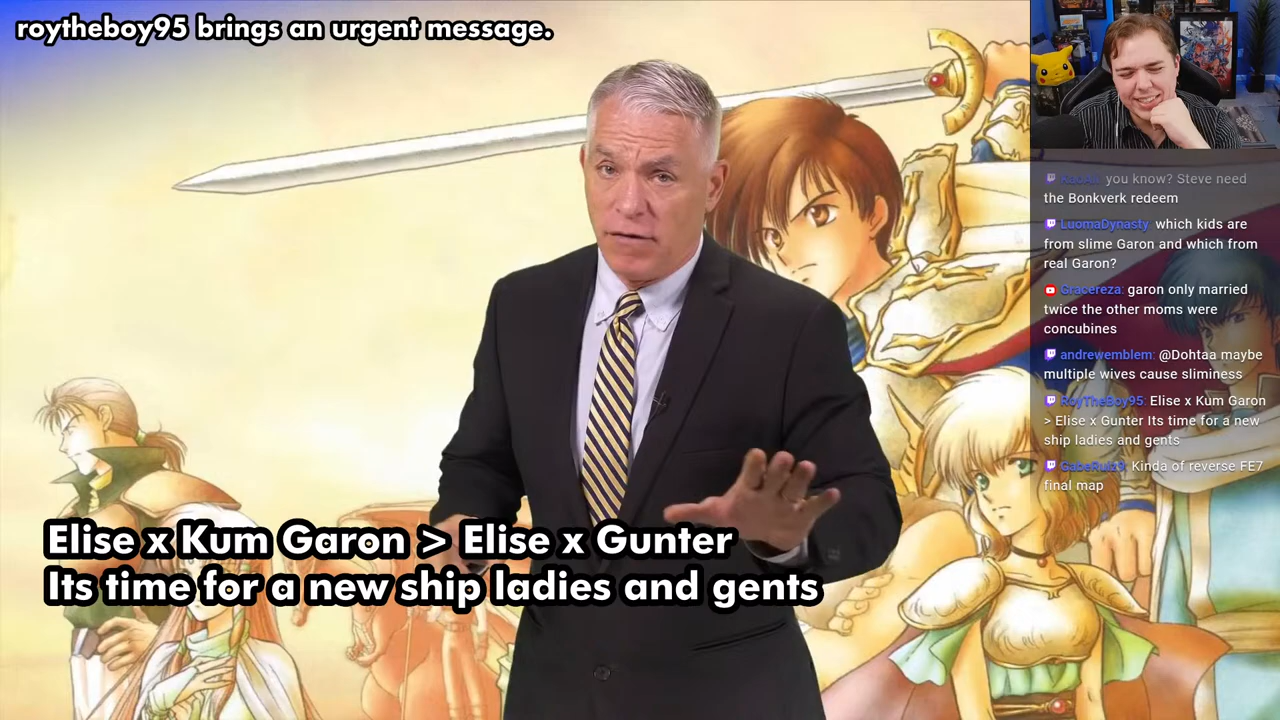 roytheboy95 brings an urgent message.
Elise x Kum Garon > Elise x Gunter
Its time for a new ship ladies and gents
you know? Steve need
the Bonkverk redeem
LuomaDynasty: which kids are
from slime Garon and which from
real Garon?
Gracereza: garon only married
twice the other moms were
concubines
andrewemblem: @Dohtaa maybe
multiple wives cause sliminess
RoyTheBoy95: Elise x Kum Garon
> Elise x Gunter Its time for a new
ship ladies and gents
Kinda of reverse FE7
final map